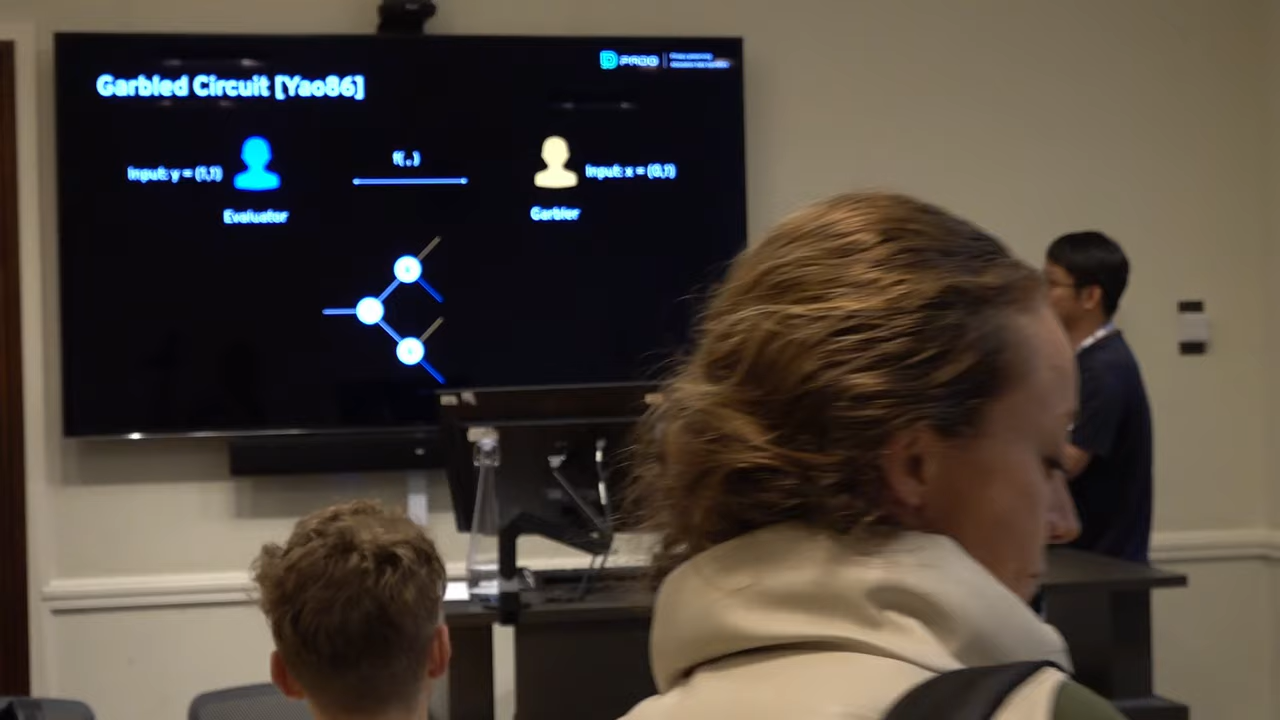 Garbled Circuit [Yao86]
Input: y = (1,1)
f(.,.)
Input: x = (0,1)
Evaluator
Garbler